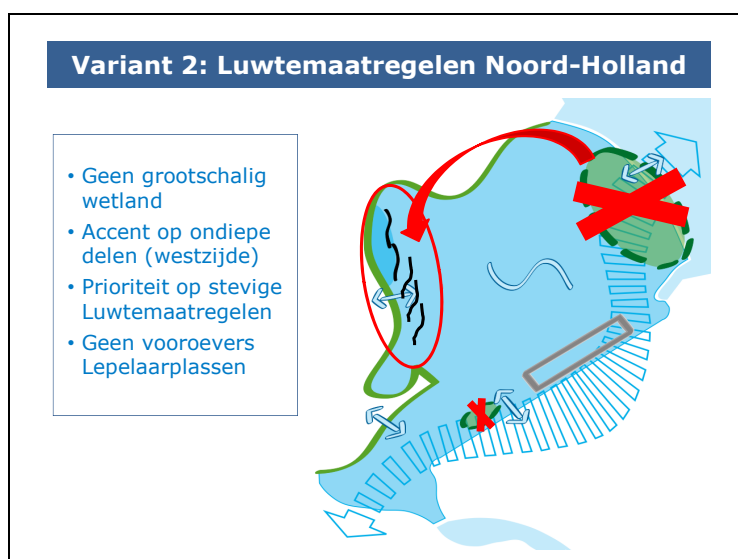 Variant 2: Luwtemaatregelen Noord-Holland
• Geen grootschalig
wetland
• Accent op ondiepe
delen (westzijde)
• Prioriteit op stevige
Luwtemaatregelen
• Geen vooroevers
Lepelaarplassen